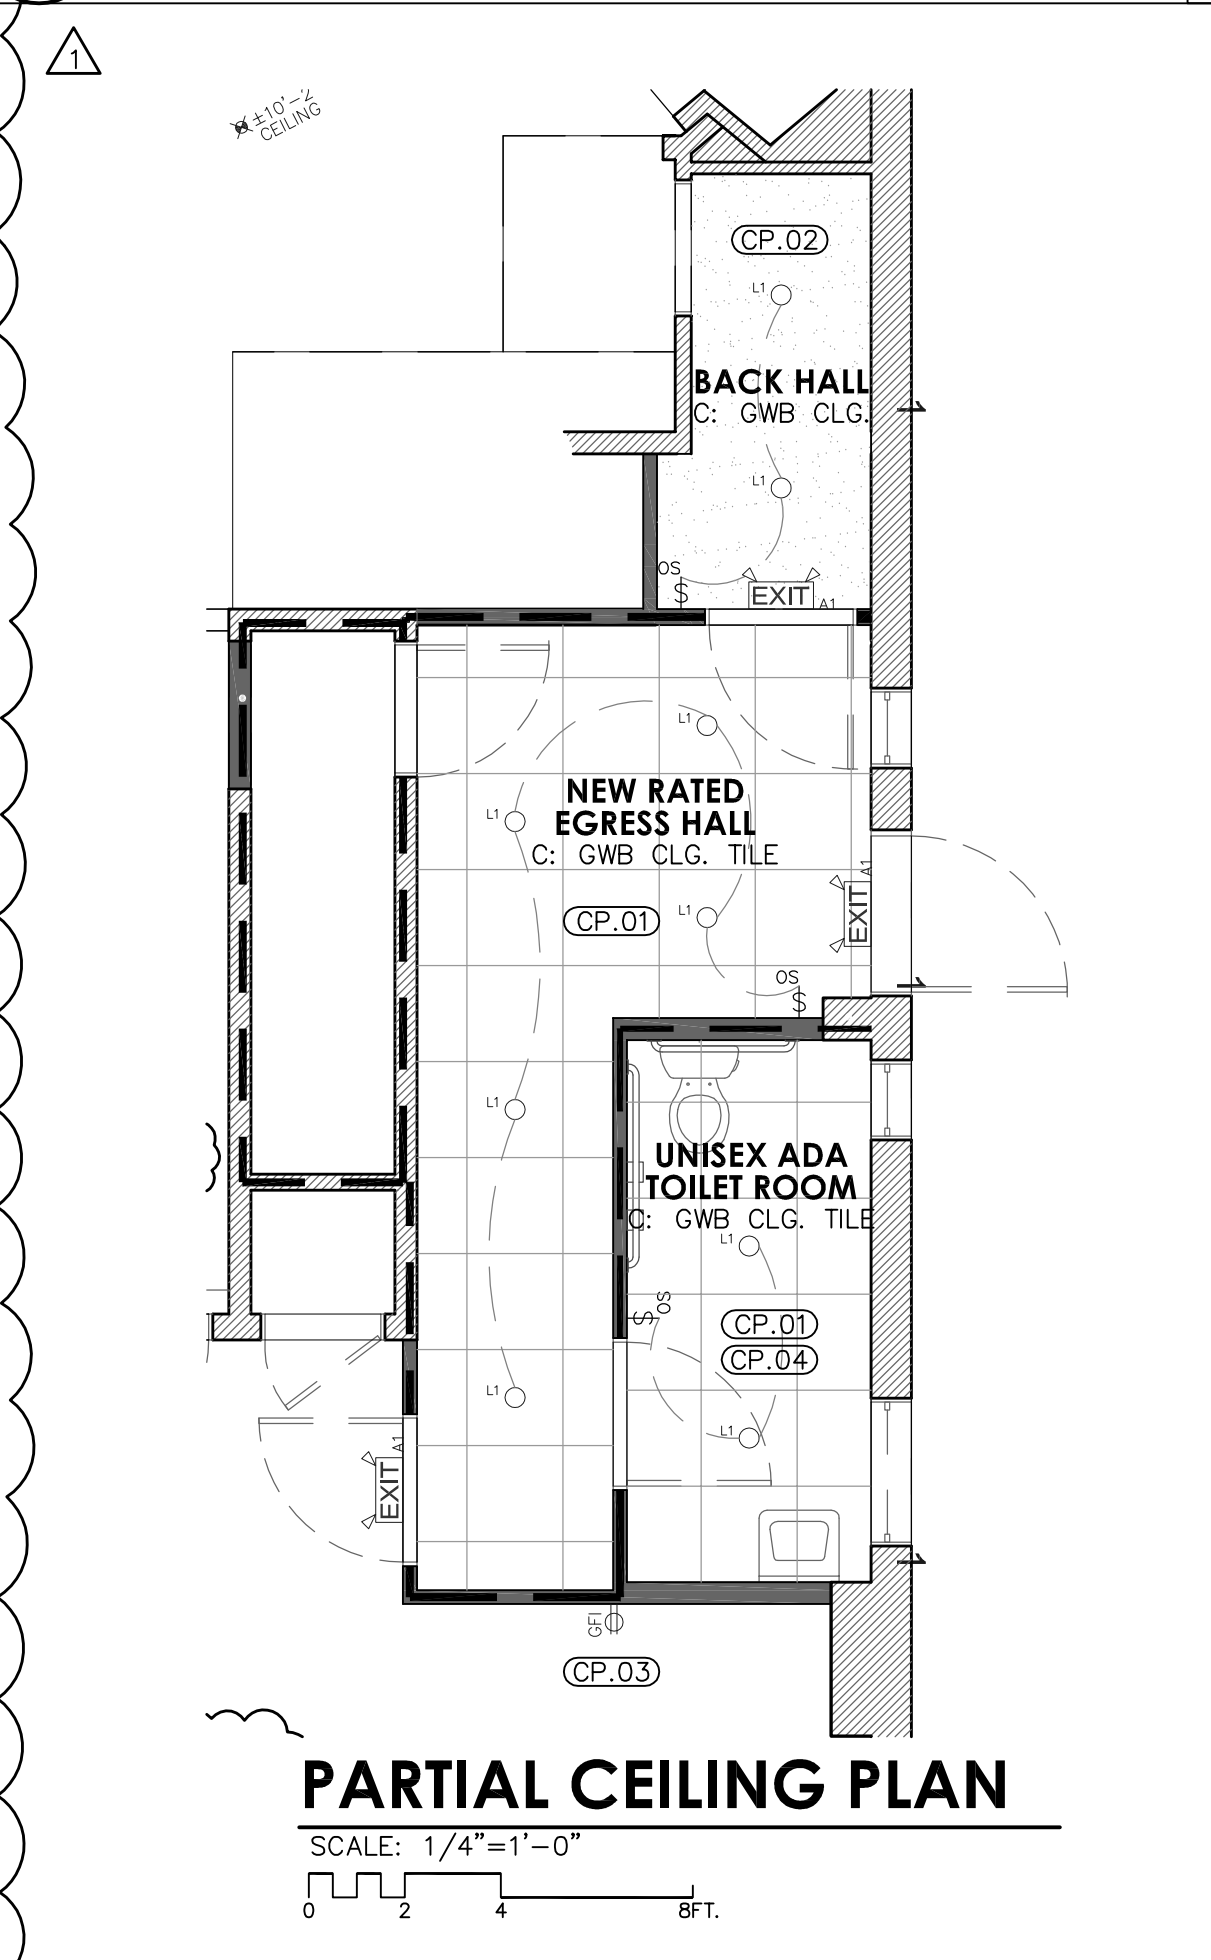 1
±10'-2
CEILING
CP.02
L1
BACK HALL
C: GWB CLG.
1
L1
OS
$
EXIT
A1
L1
NEW RATED
L1
EGRESS HALL
C: GWB CLG. TILE
A1
EXIT
L1
CP.01
OS
1
$
L1
UNISEX ADA
TOILET ROOM
C: GWB CLG. TILE
L1
OS
$
CP.01
CP.04
L1
L1
A1
EXIT
1
GFI
CP.03
PARTIAL CEILING PLAN
SCALE: 1/4"=1'-0"
0 2 4 8FT.